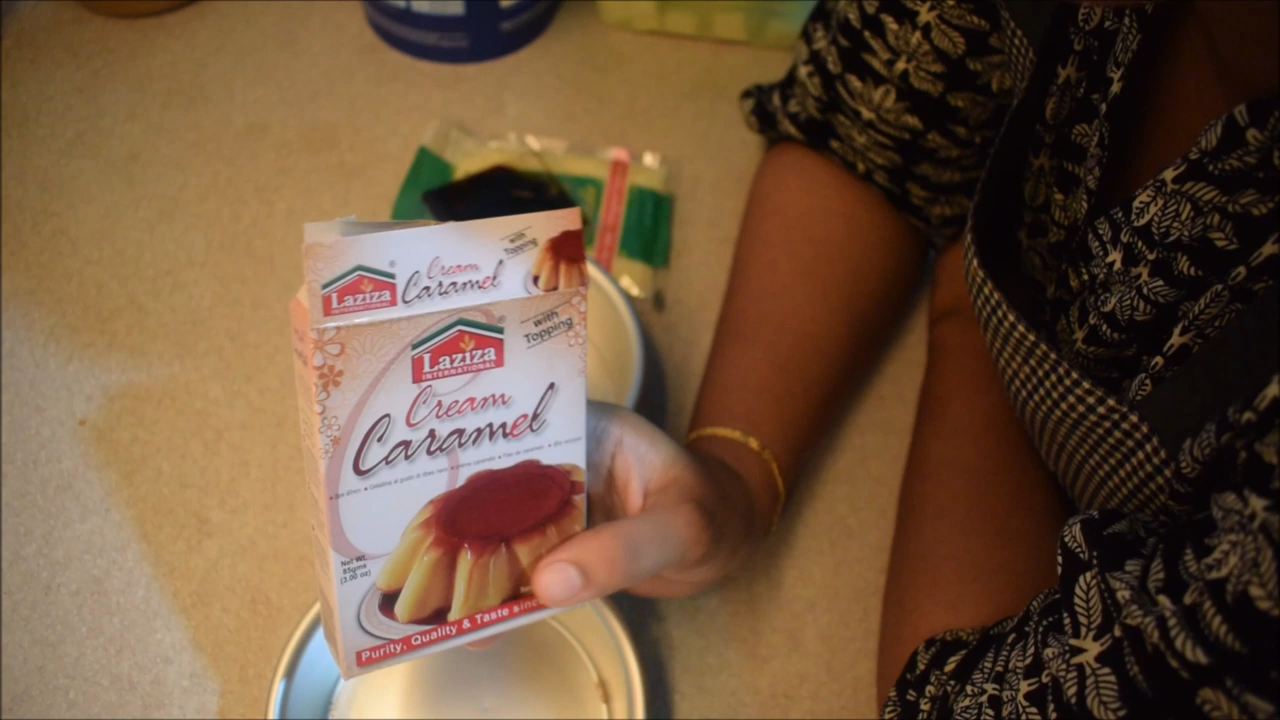 Laziza
INTERNATIONAL
Cream
Caramel
with
Topping
Laziza
INTERNATIONAL
with
Topping
Cream
Caramel
Net Wt.
85gms
(3.00 oz)
Purity, Quality & Taste since